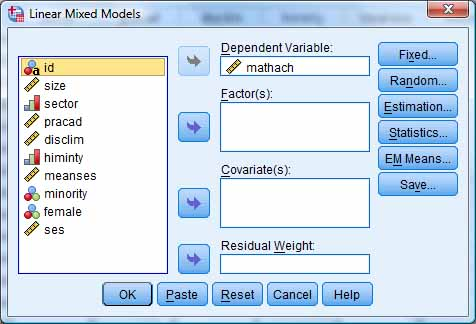 Linear Mixed Models
id
size
sector
pracad
disclim
himinty
meanses
minority
female
ses
Dependent Variable:
mathach
Factor(s):
Covariate(s):
Residual Weight:
Fixed...
Random...
Estimation...
Statistics...
EM Means...
Save...
OK Paste Reset Cancel Help